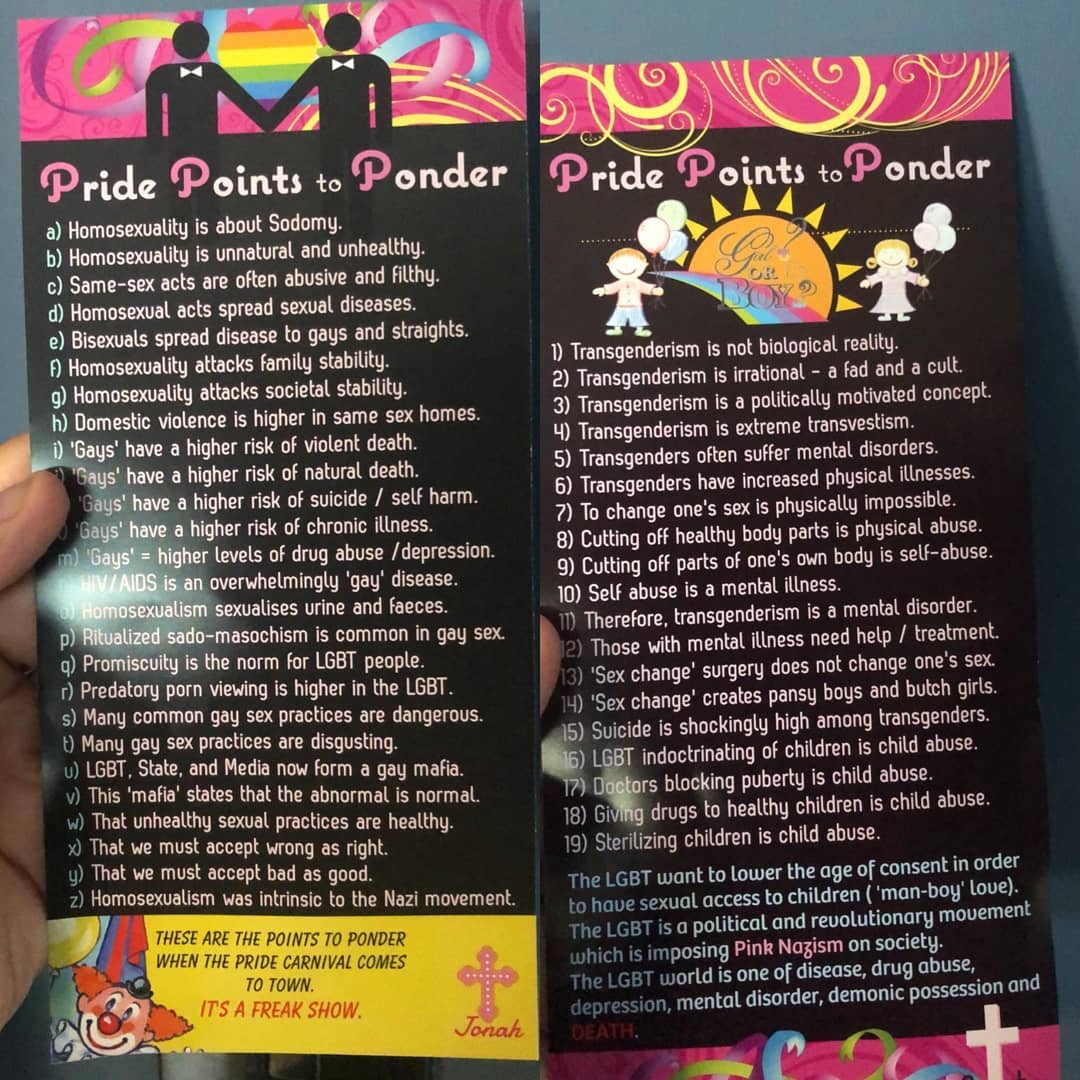 Pride Points to Ponder
a) Homosexuality is about Sodomy.
b) Homosexuality is unnatural and unhealthy.
c) Same-sex acts are often abusive and filthy.
d) Homosexual acts spread sexual diseases.
e) Bisexuals spread disease to gays and straights.
f) Homosexuality attacks family stability.
g) Homosexuality attacks societal stability.
h) Domestic violence is higher in same sex homes.
i) 'Gays' have a higher risk of violent death.
'Gays' have a higher risk of natural death.
'Gays' have a higher risk of suicide / self harm.
'Gays' have a higher risk of chronic illness.
m) 'Gays' = higher levels of drug abuse /depression.
HIV/AIDS is an overwhelmingly 'gay' disease.
o) Homosexualism sexualises urine and faeces.
p) Ritualized sado-masochism is common in gay sex.
q) Promiscuity is the norm for LGBT people.
r) Predatory porn viewing is higher in the LGBT.
s) Many common gay sex practices are dangerous.
t) Many gay sex practices are disgusting.
u) LGBT, State, and Media now form a gay mafia.
v) This 'mafia' states that the abnormal is normal.
w) That unhealthy sexual practices are healthy.
x) That we must accept wrong as right.
y) That we must accept bad as good.
z) Homosexualism was intrinsic to the Nazi movement.
THESE ARE THE POINTS TO PONDER
WHEN THE PRIDE CARNIVAL COMES
TO TOWN.
IT'S A FREAK SHOW.
Jonah
Pride Points to Ponder
Girl?
OR
BOY?
1) Transgenderism is not biological reality.
2) Transgenderism is irrational - a fad and a cult.
3) Transgenderism is a politically motivated concept.
4) Transgenderism is extreme transvestism.
5) Transgenders often suffer mental disorders.
6) Transgenders have increased physical illnesses.
7) To change one's sex is physically impossible.
8) Cutting off healthy body parts is physical abuse.
9) Cutting off parts of one's own body is self-abuse.
10) Self abuse is a mental illness.
11) Therefore, transgenderism is a mental disorder.
12) Those with mental illness need help / treatment.
13) 'Sex change' surgery does not change one's sex.
14) 'Sex change' creates pansy boys and butch girls.
15) Suicide is shockingly high among transgenders.
16) LGBT indoctrinating of children is child abuse.
17) Doctors blocking puberty is child abuse.
18) Giving drugs to healthy children is child abuse.
19) Sterilizing children is child abuse.
The LGBT want to lower the age of consent in order
to have sexual access to children ( 'man-boy' love).
The LGBT is a political and revolutionary movement
which is imposing Pink Nazism on society.
The LGBT world is one of disease, drug abuse,
depression, mental disorder, demonic possession and
DEATH.